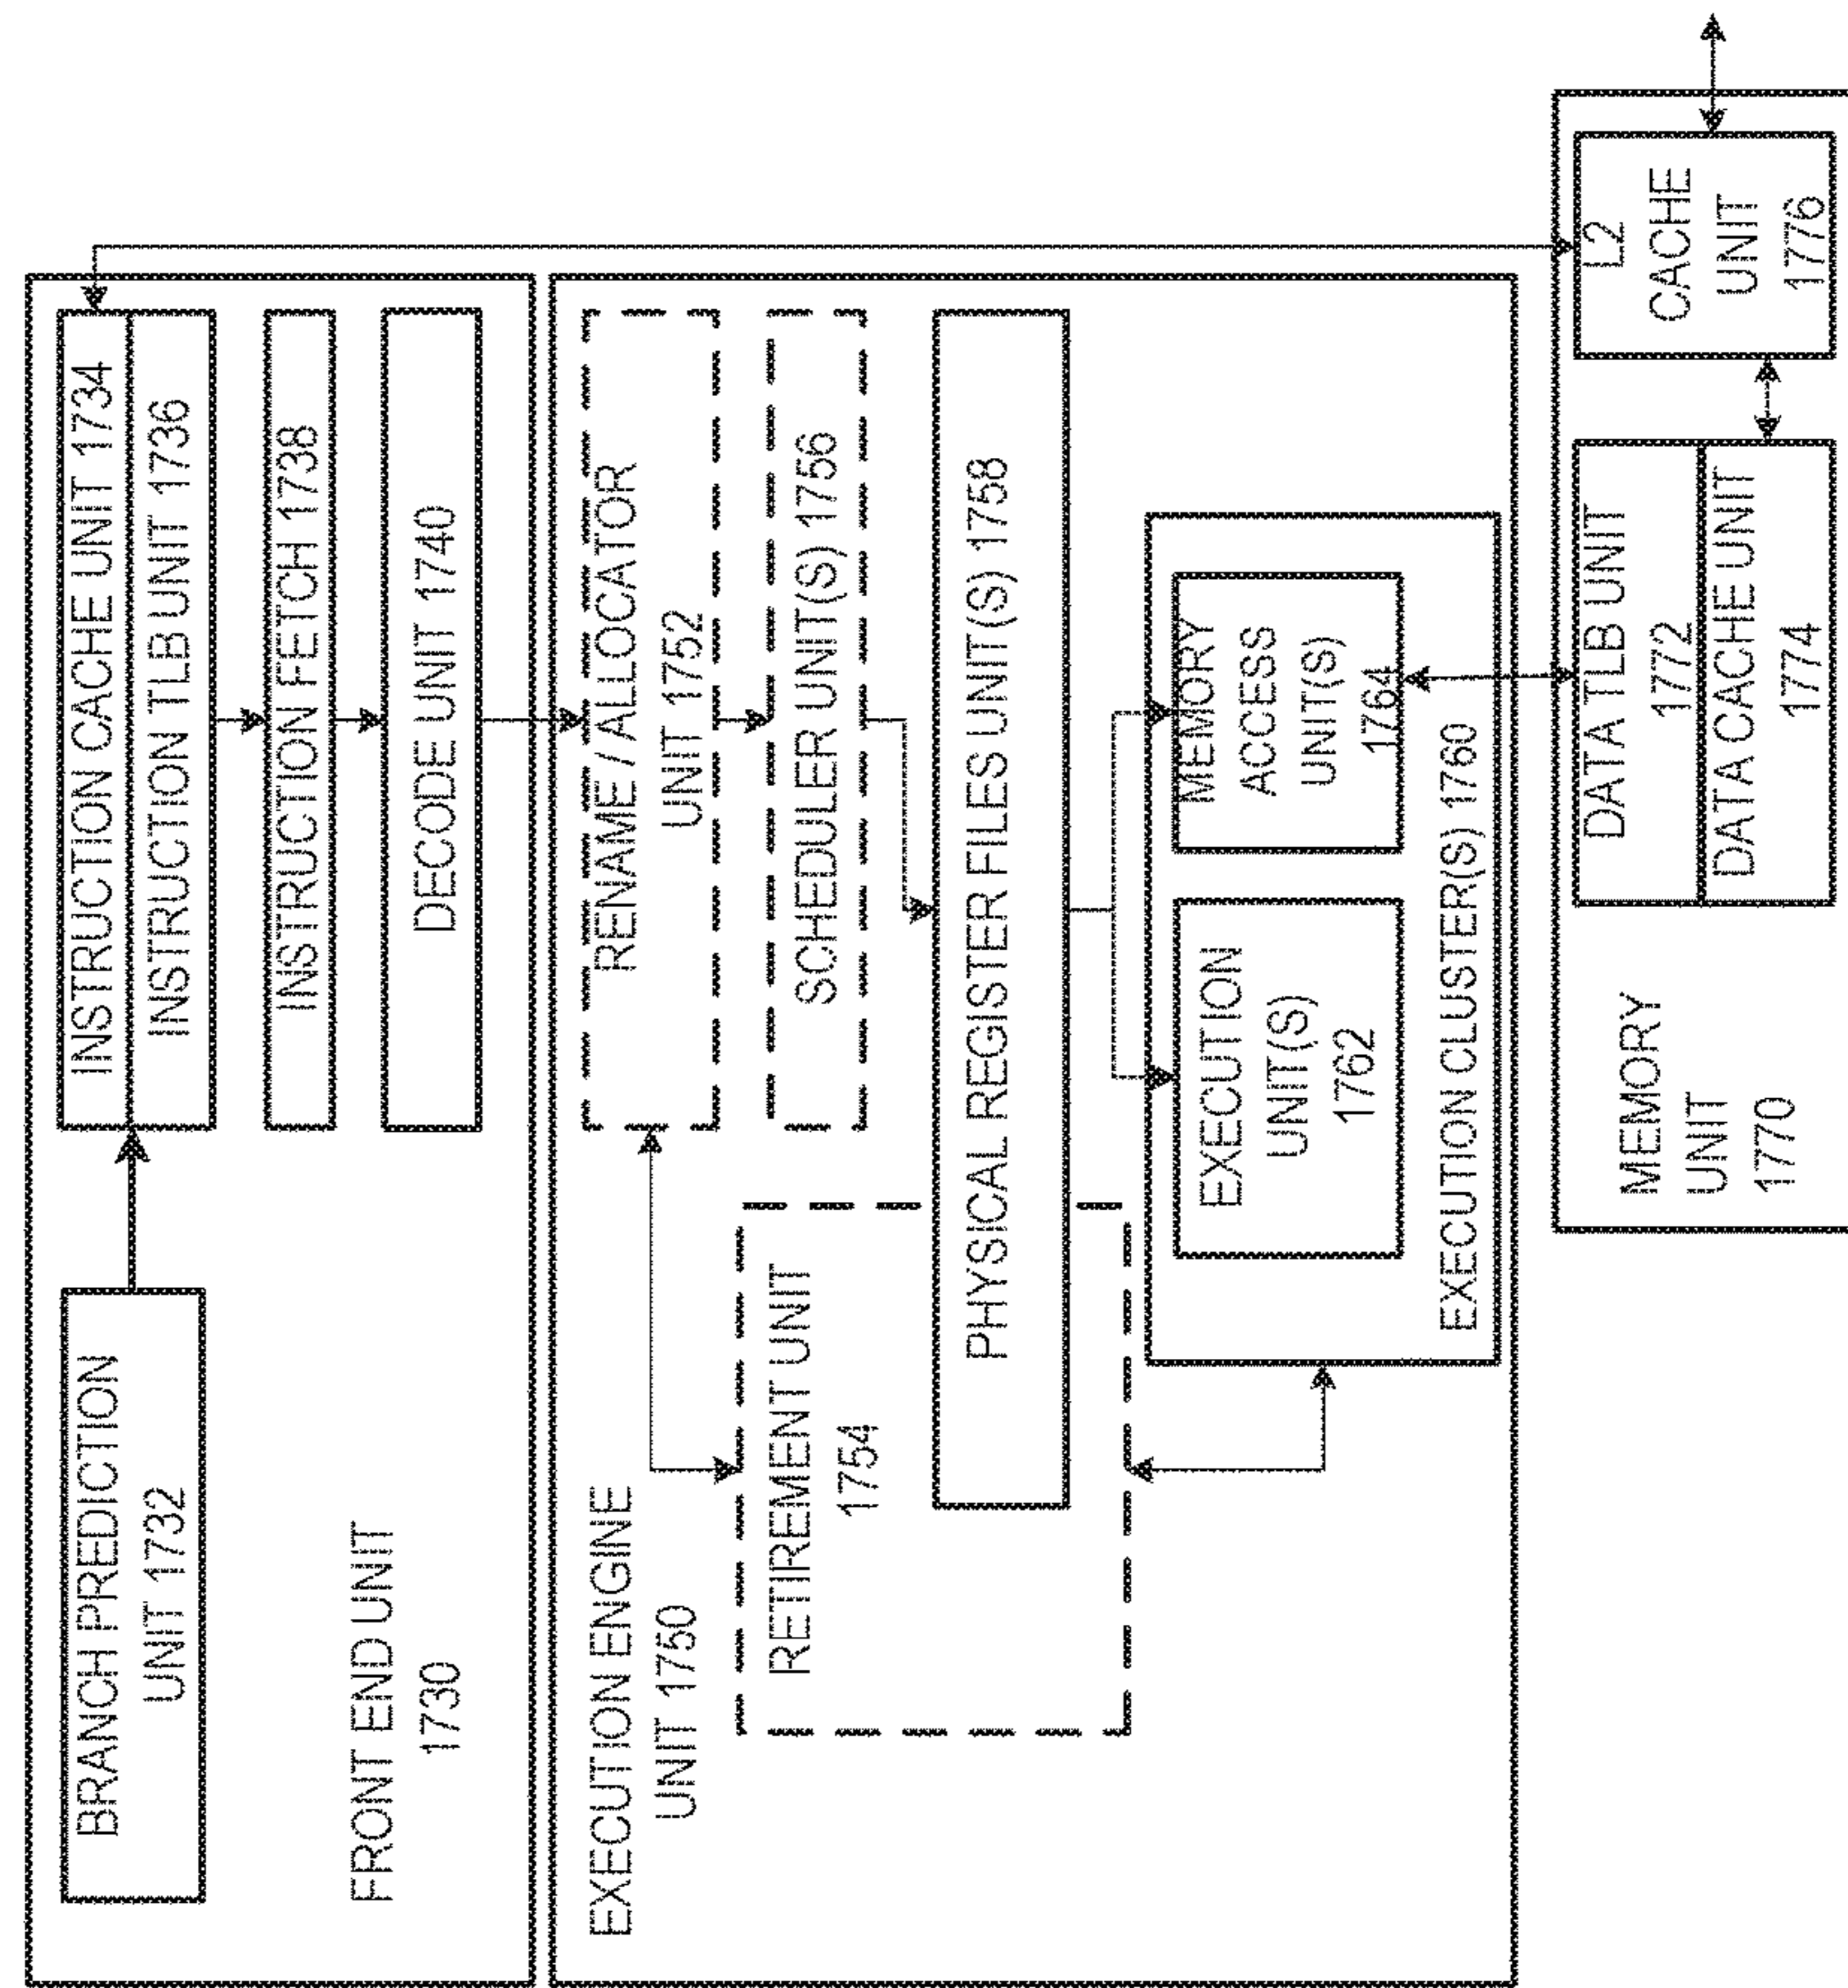 BRANCH PREDICTION
UNIT 1732
INSTRUCTION CACHE UNIT 1734
INSTRUCTION TLB UNIT 1736
INSTRUCTION FETCH 1738
FRONT END UNIT
1730
DECODE UNIT 1740
EXECUTION ENGINE
UNIT 1750
RENAME / ALLOCATOR
UNIT 1752
RETIREMENT UNIT
1754
SCHEDULER UNIT(S) 1756
PHYSICAL REGISTER FILES UNIT(S) 1758
EXECUTION
UNIT(S)
1762
MEMORY
ACCESS
UNIT(S)
1764
EXECUTION CLUSTER(S) 1760
MEMORY
UNIT
1770
DATA TLB UNIT
1772
DATA CACHE UNIT
1774
L2
CACHE
UNIT
1776